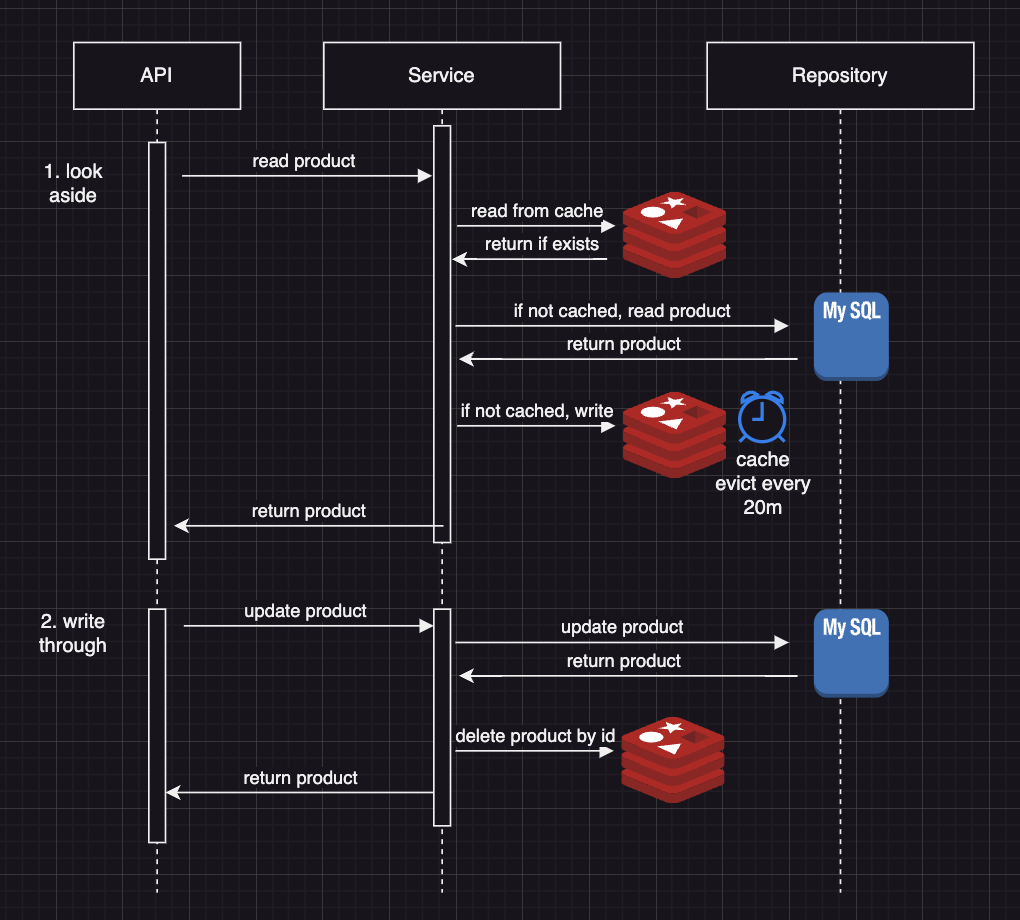 API
Service
Repository
1. look
aside
read product
read from cache
return if exists
if not cached, read product
My SQL
return product
if not cached, write
cache
evict every
20m
return product
2. write
through
update product
update product
My SQL
return product
delete product by id
return product